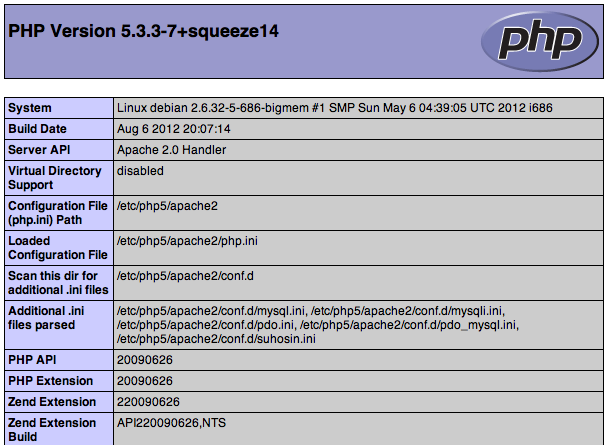 PHP Version 5.3.3-7+squeeze14
php
System Linux debian 2.6.32-5-686-bigmem #1 SMP Sun May 6 04:39:05 UTC 2012 i686
Build Date Aug 6 2012 20:07:14
Server API Apache 2.0 Handler
Virtual Directory
Support
disabled
Configuration File
(php.ini) Path
/etc/php5/apache2
Loaded
Configuration File
/etc/php5/apache2/php.ini
Scan this dir for
additional .ini files
/etc/php5/apache2/conf.d
Additional .ini
files parsed
/etc/php5/apache2/conf.d/mysql.ini, /etc/php5/apache2/conf.d/mysqli.ini,
/etc/php5/apache2/conf.d/pdo.ini, /etc/php5/apache2/conf.d/pdo_mysql.ini,
/etc/php5/apache2/conf.d/suhosin.ini
PHP API 20090626
PHP Extension 20090626
Zend Extension 220090626
Zend Extension
Build
API220090626,NTS